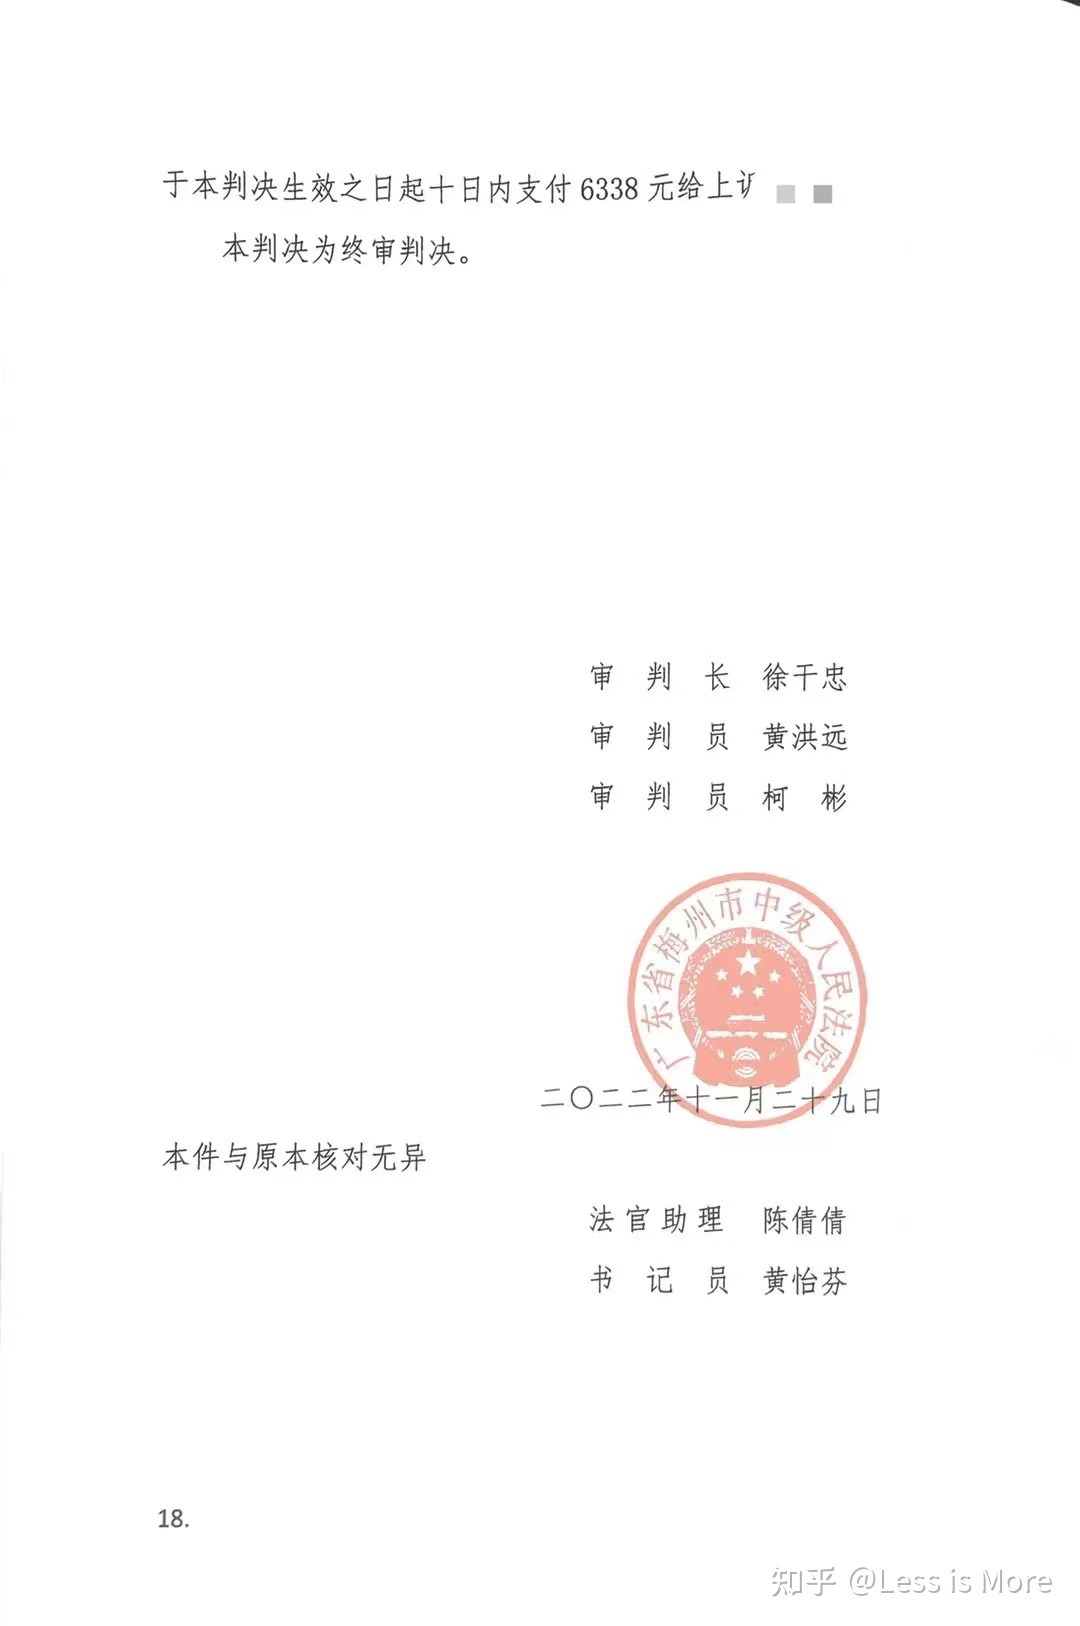 于本判决生效之日起十日内支付6338元给上
本判决为终审判决。
审 判 长 徐干忠
审 判 员 黄洪远
审 判 员 柯 彬
广东省梅州市中级人民法院
二〇二二年十一月二十九日
本件与原本核对无异
法官助理 陈倩倩
书 记 员 黄怡芬
18.
知乎 @Less is More